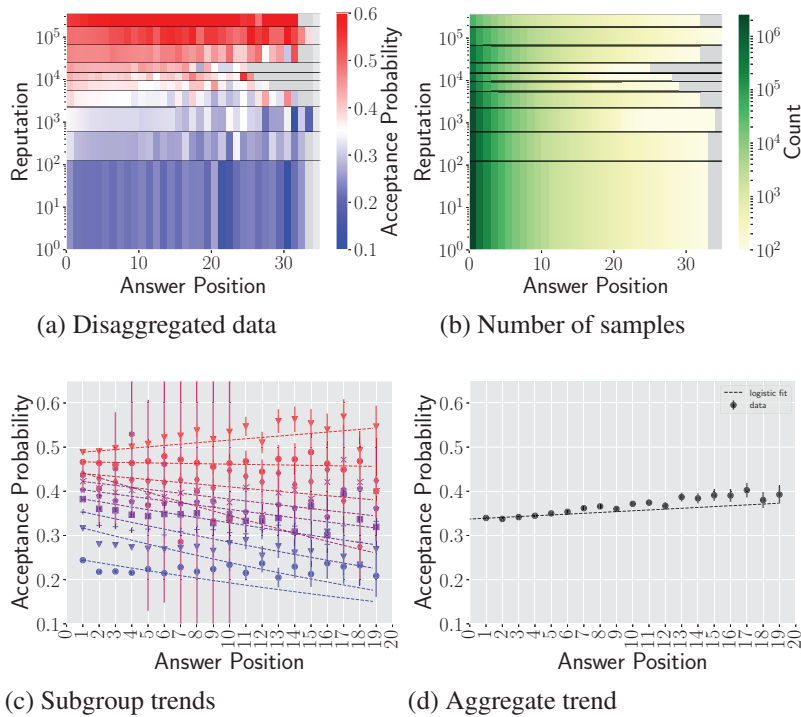 0.6
0.5
0.4
0.3
0.2
0.1
Acceptance Probability
10^5
10^4
10^3
10^2
10^1
10^0
Reputation
0 10 20 30
Answer Position
(a) Disaggregated data
10^5
10^4
10^3
10^2
10^1
10^0
Reputation
0 10 20 30
Answer Position
10^6
10^5
10^4
10^3
10^2
Count
(b) Number of samples
0.6
0.5
0.4
0.3
0.2
0.1
Acceptance Probability
0 1 2 3 4 5 6 7 8 9 10 11 12 13 14 15 16 17 18 19 20
Answer Position
(c) Subgroup trends
0.6
0.5
0.4
0.3
0.2
0.1
Acceptance Probability
logistic fit
data
0 1 2 3 4 5 6 7 8 9 10 11 12 13 14 15 16 17 18 19 20
Answer Position
(d) Aggregate trend